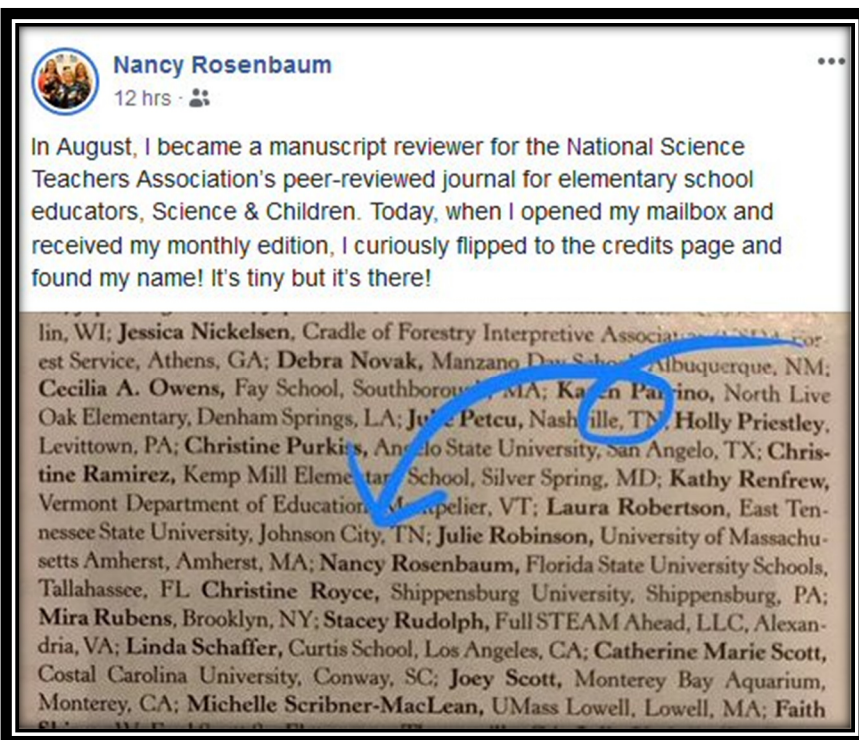 Nancy Rosenbaum
12 hrs ·
In August, I became a manuscript reviewer for the National Science
Teachers Association's peer-reviewed journal for elementary school
educators, Science & Children. Today, when I opened my mailbox and
received my monthly edition, I curiously flipped to the credits page and
found my name! It's tiny but it's there!
lin, WI; Jessica Nickelsen, Cradle of Forestry Interpretive
est Service, Athens, GA; Debra Novak, Manzano Albuquerque, NM;
Cecilia A. Owens, Fay School, MA; North Live
Oak Elementary, Denham Springs, LA; Petcu, TN, Holly Priestley,
Levittown, PA; Christine Purkiss, State University, San Angelo, TX; Chris-
tine Ramirez, Kemp Mill School, Silver Spring, MD; Kathy Renfrew,
Vermont Department of Education, VT; Laura Robertson, East Ten-
nessee State University, Johnson City, TN; Julie Robinson, University of Massachu-
setts Amherst, Amherst, MA; Nancy Rosenbaum, Florida State University Schools,
Tallahassee, FL Christine Royce, Shippensburg University, Shippensburg, PA;
Mira Rubens, Brooklyn, NY; Stacey Rudolph, Full STEAM Ahead, LLC, Alexan-
dria, VA; Linda Schaffer, Curtis School, Los Angeles, CA; Catherine Marie Scott,
Costal Carolina University, Conway, SC; Joey Scott, Monterey Bay Aquarium,
Monterey, CA; Michelle Scribner-MacLean, UMass Lowell, Lowell, MA; Faith